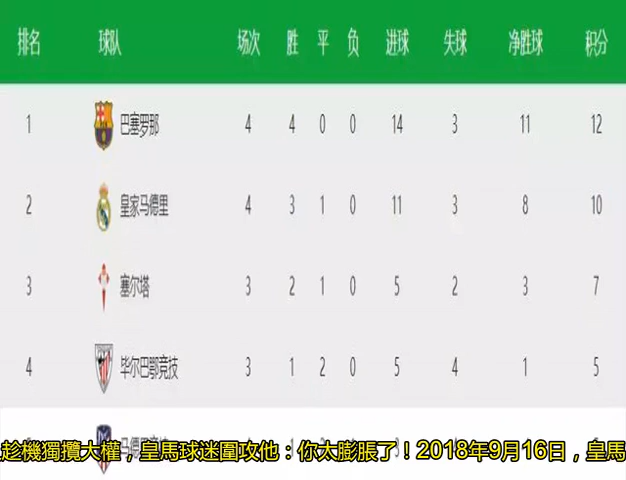 排名 球队 场次 胜 平 负 进球 失球 净胜球 积分
1 巴塞罗那 4 4 0 0 14 3 11 12
2 皇家马德里 4 3 1 0 11 3 8 10
3 塞尔塔 3 2 1 0 5 2 3 7
4 毕尔巴鄂竞技 3 1 2 0 5 4 1 5
趁機獨攬大權，皇馬球迷圍攻他：你太膨脹了！2018年9月16日，皇馬